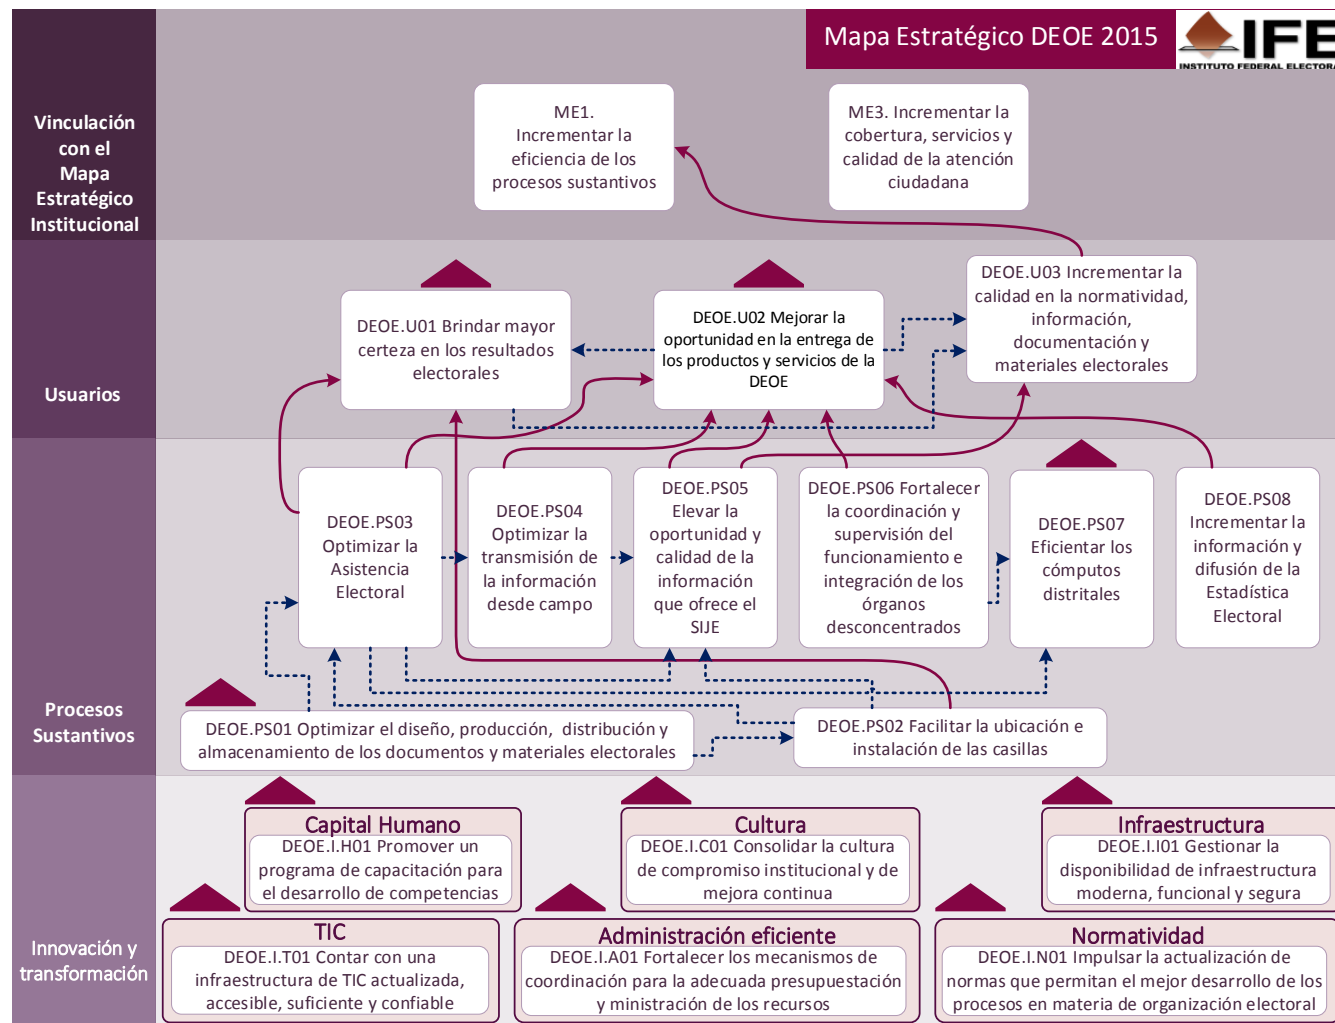 Mapa Estratégico DEOE 2015
IFE
INSTITUTO FEDERAL ELECTORAL
Vinculación
con el
Mapa
Estratégico
Institucional
ME1.
Incrementar la
eficiencia de los
procesos sustantivos
ME3. Incrementar la
cobertura, servicios y
calidad de la atención
ciudadana
Usuarios
DEOE.U01 Brindar mayor
certeza en los resultados
electorales
DEOE.U02 Mejorar la
oportunidad en la entrega de
los productos y servicios de la
DEOE
DEOE.U03 Incrementar la
calidad en la normatividad,
información,
documentación y
materiales electorales
Procesos
Sustantivos
DEOE.PS03
Optimizar la
Asistencia
Electoral
DEOE.PS04
Optimizar la
transmisión de
la información
desde campo
DEOE.PS05
Elevar la
oportunidad y
calidad de la
información
que ofrece el
SIJE
DEOE.PS06 Fortalecer
la coordinación y
supervisión del
funcionamiento e
integración de los
órganos
desconcentrados
DEOE.PS07
Eficientar los
cómputos
distritales
DEOE.PS08
Incrementar la
información y
difusión de la
Estadística
Electoral
DEOE.PS01 Optimizar el diseño, producción, distribución y
almacenamiento de los documentos y materiales electorales
DEOE.PS02 Facilitar la ubicación e
instalación de las casillas
Innovación y
transformación
Capital Humano
DEOE.I.H01 Promover un
programa de capacitación para
el desarrollo de competencias
Cultura
DEOE.I.C01 Consolidar la cultura
de compromiso institucional y de
mejora continua
Infraestructura
DEOE.I.I01 Gestionar la
disponibilidad de infraestructura
moderna, funcional y segura
TIC
DEOE.I.T01 Contar con una
infraestructura de TIC actualizada,
accesible, suficiente y confiable
Administración eficiente
DEOE.I.A01 Fortalecer los mecanismos de
coordinación para la adecuada presupuestación
y ministración de los recursos
Normatividad
DEOE.I.N01 Impulsar la actualización de
normas que permitan el mejor desarrollo de los
procesos en materia de organización electoral